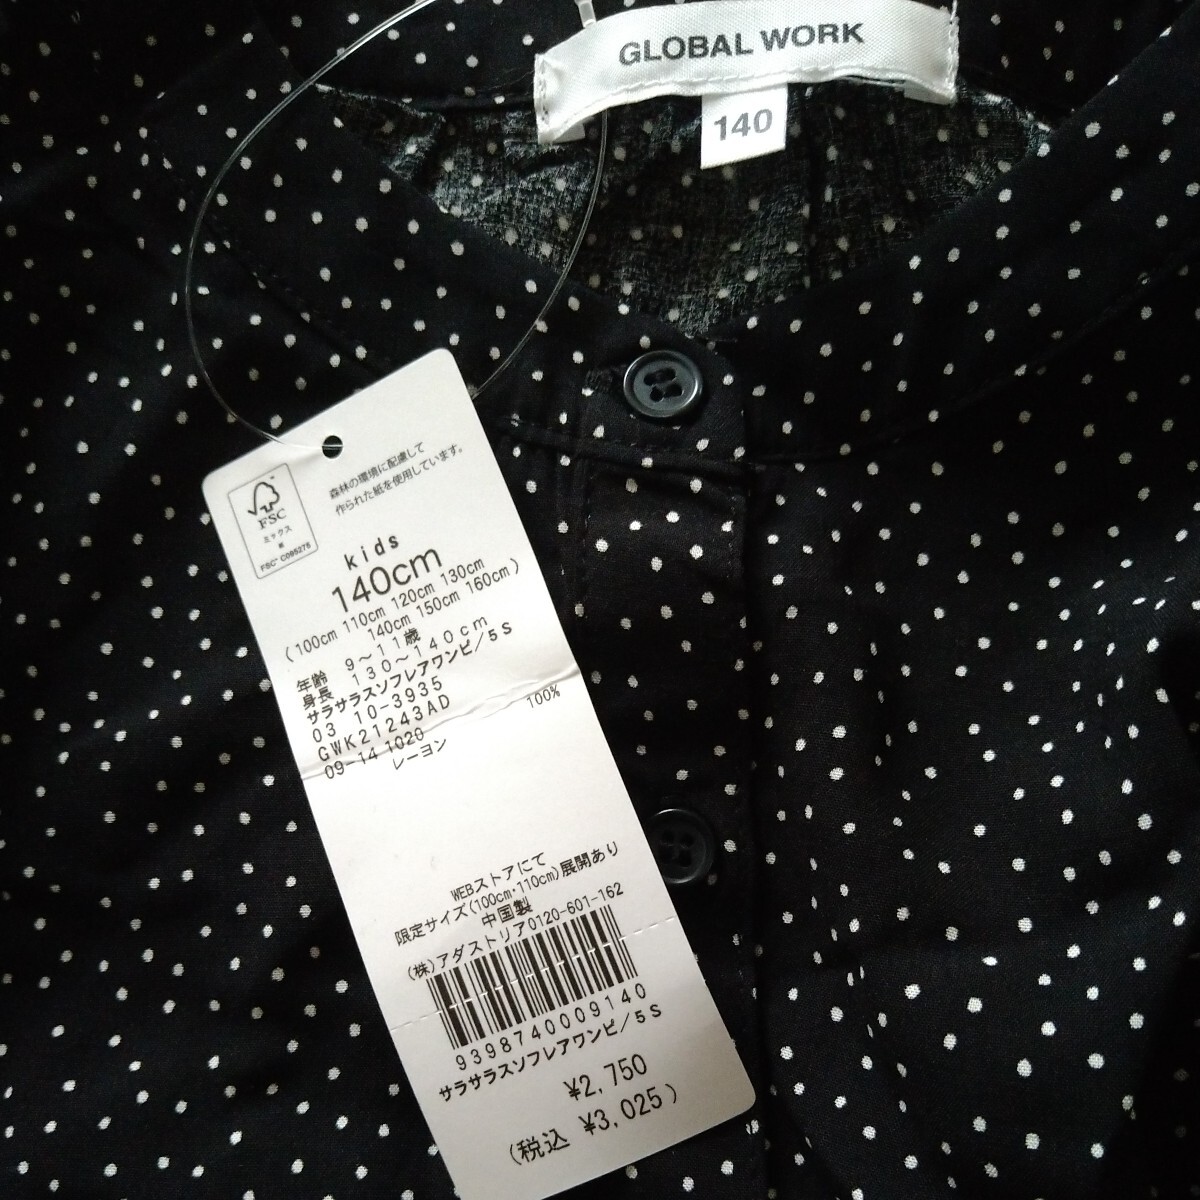 GLOBAL WORK
140
FSC
ミックス
紙
FSC® C095275
森林の環境に配慮して
作られた紙を使用しています。
kids
140cm
(100cm 110cm 120cm 130cm
140cm 150cm 160cm)
年齢 9～11歳
身長 130～140cm
サラサラスソフレアワンピ/5S
03 10-3935
GWK21243AD
09-14 1020
レーヨン 100%
WEBストアにて
限定サイズ(100cm・110cm)展開あり
中国製
(株)アダストリア0120-601-162
9398740009140
サラサラスソフレアワンピ/5S
¥2,750
(税込 ¥3,025)